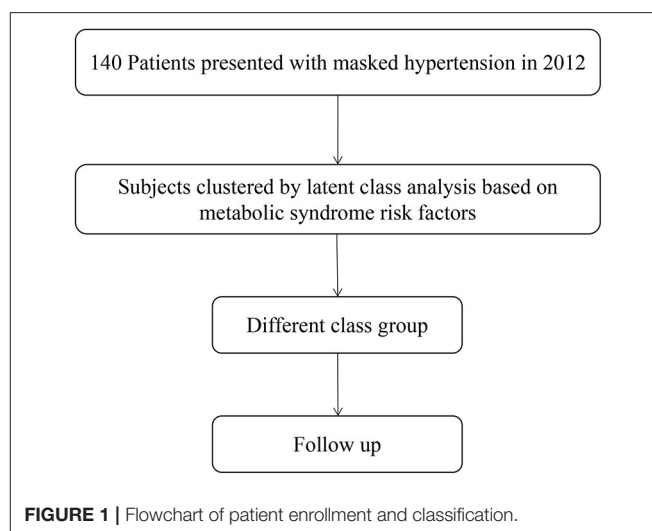 140 Patients presented with masked hypertension in 2012
Subjects clustered by latent class analysis based on
metabolic syndrome risk factors
Different class group
Follow up
FIGURE 1 | Flowchart of patient enrollment and classification.